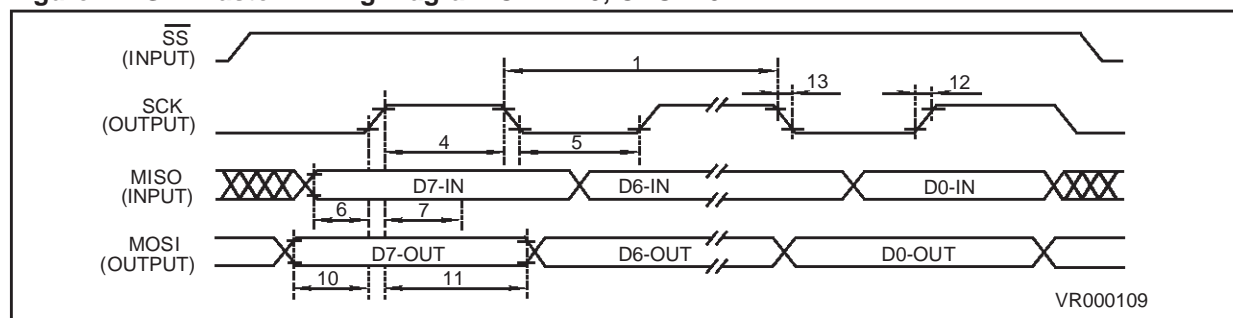 SS
(INPUT)
1
13
12
SCK
(OUTPUT)
4
5
MISO
(INPUT)
D7-IN
D6-IN
D0-IN
6
7
MOSI
(OUTPUT)
D7-OUT
D6-OUT
D0-OUT
10
11
VR000109